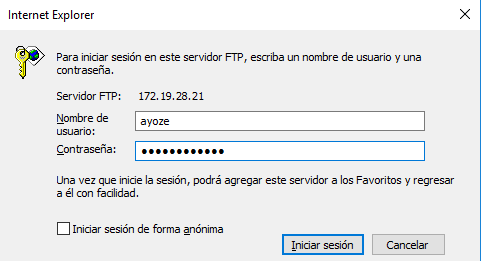 Internet Explorer
Para iniciar sesión en este servidor FTP, escriba un nombre de usuario y una
contraseña.
Servidor FTP: 172.19.28.21
Nombre de
usuario: ayoze
Contraseña: ●●●●●●●●●●●●
Una vez que inicie la sesión, podrá agregar este servidor a los Favoritos y regresar
a él con facilidad.
Iniciar sesión de forma anónima
Iniciar sesión Cancelar